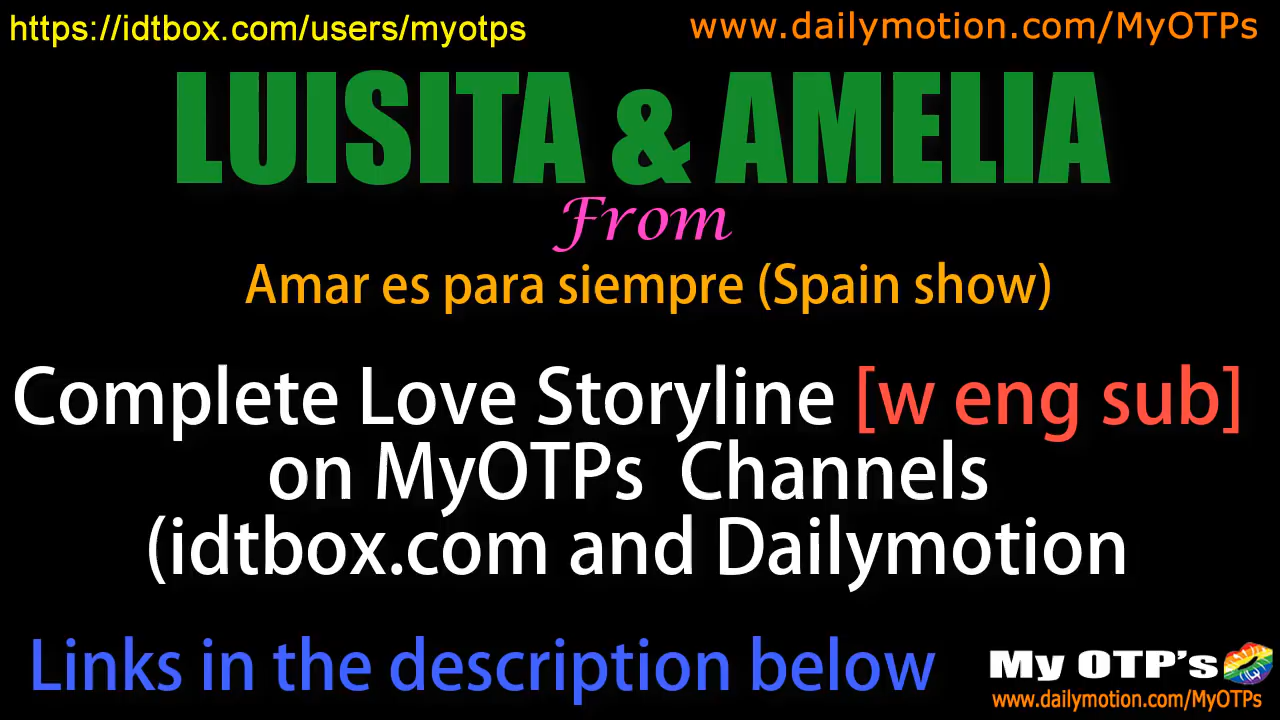 https://idtbox.com/users/myotps
www.dailymotion.com/MyOTPs
LUISITA & AMELIA
From
Amar es para siempre (Spain show)
Complete Love Storyline [w eng sub]
on MyOTPs Channels
(idtbox.com and Dailymotion
Links in the description below
My OTP's
www.dailymotion.com/MyOTPs